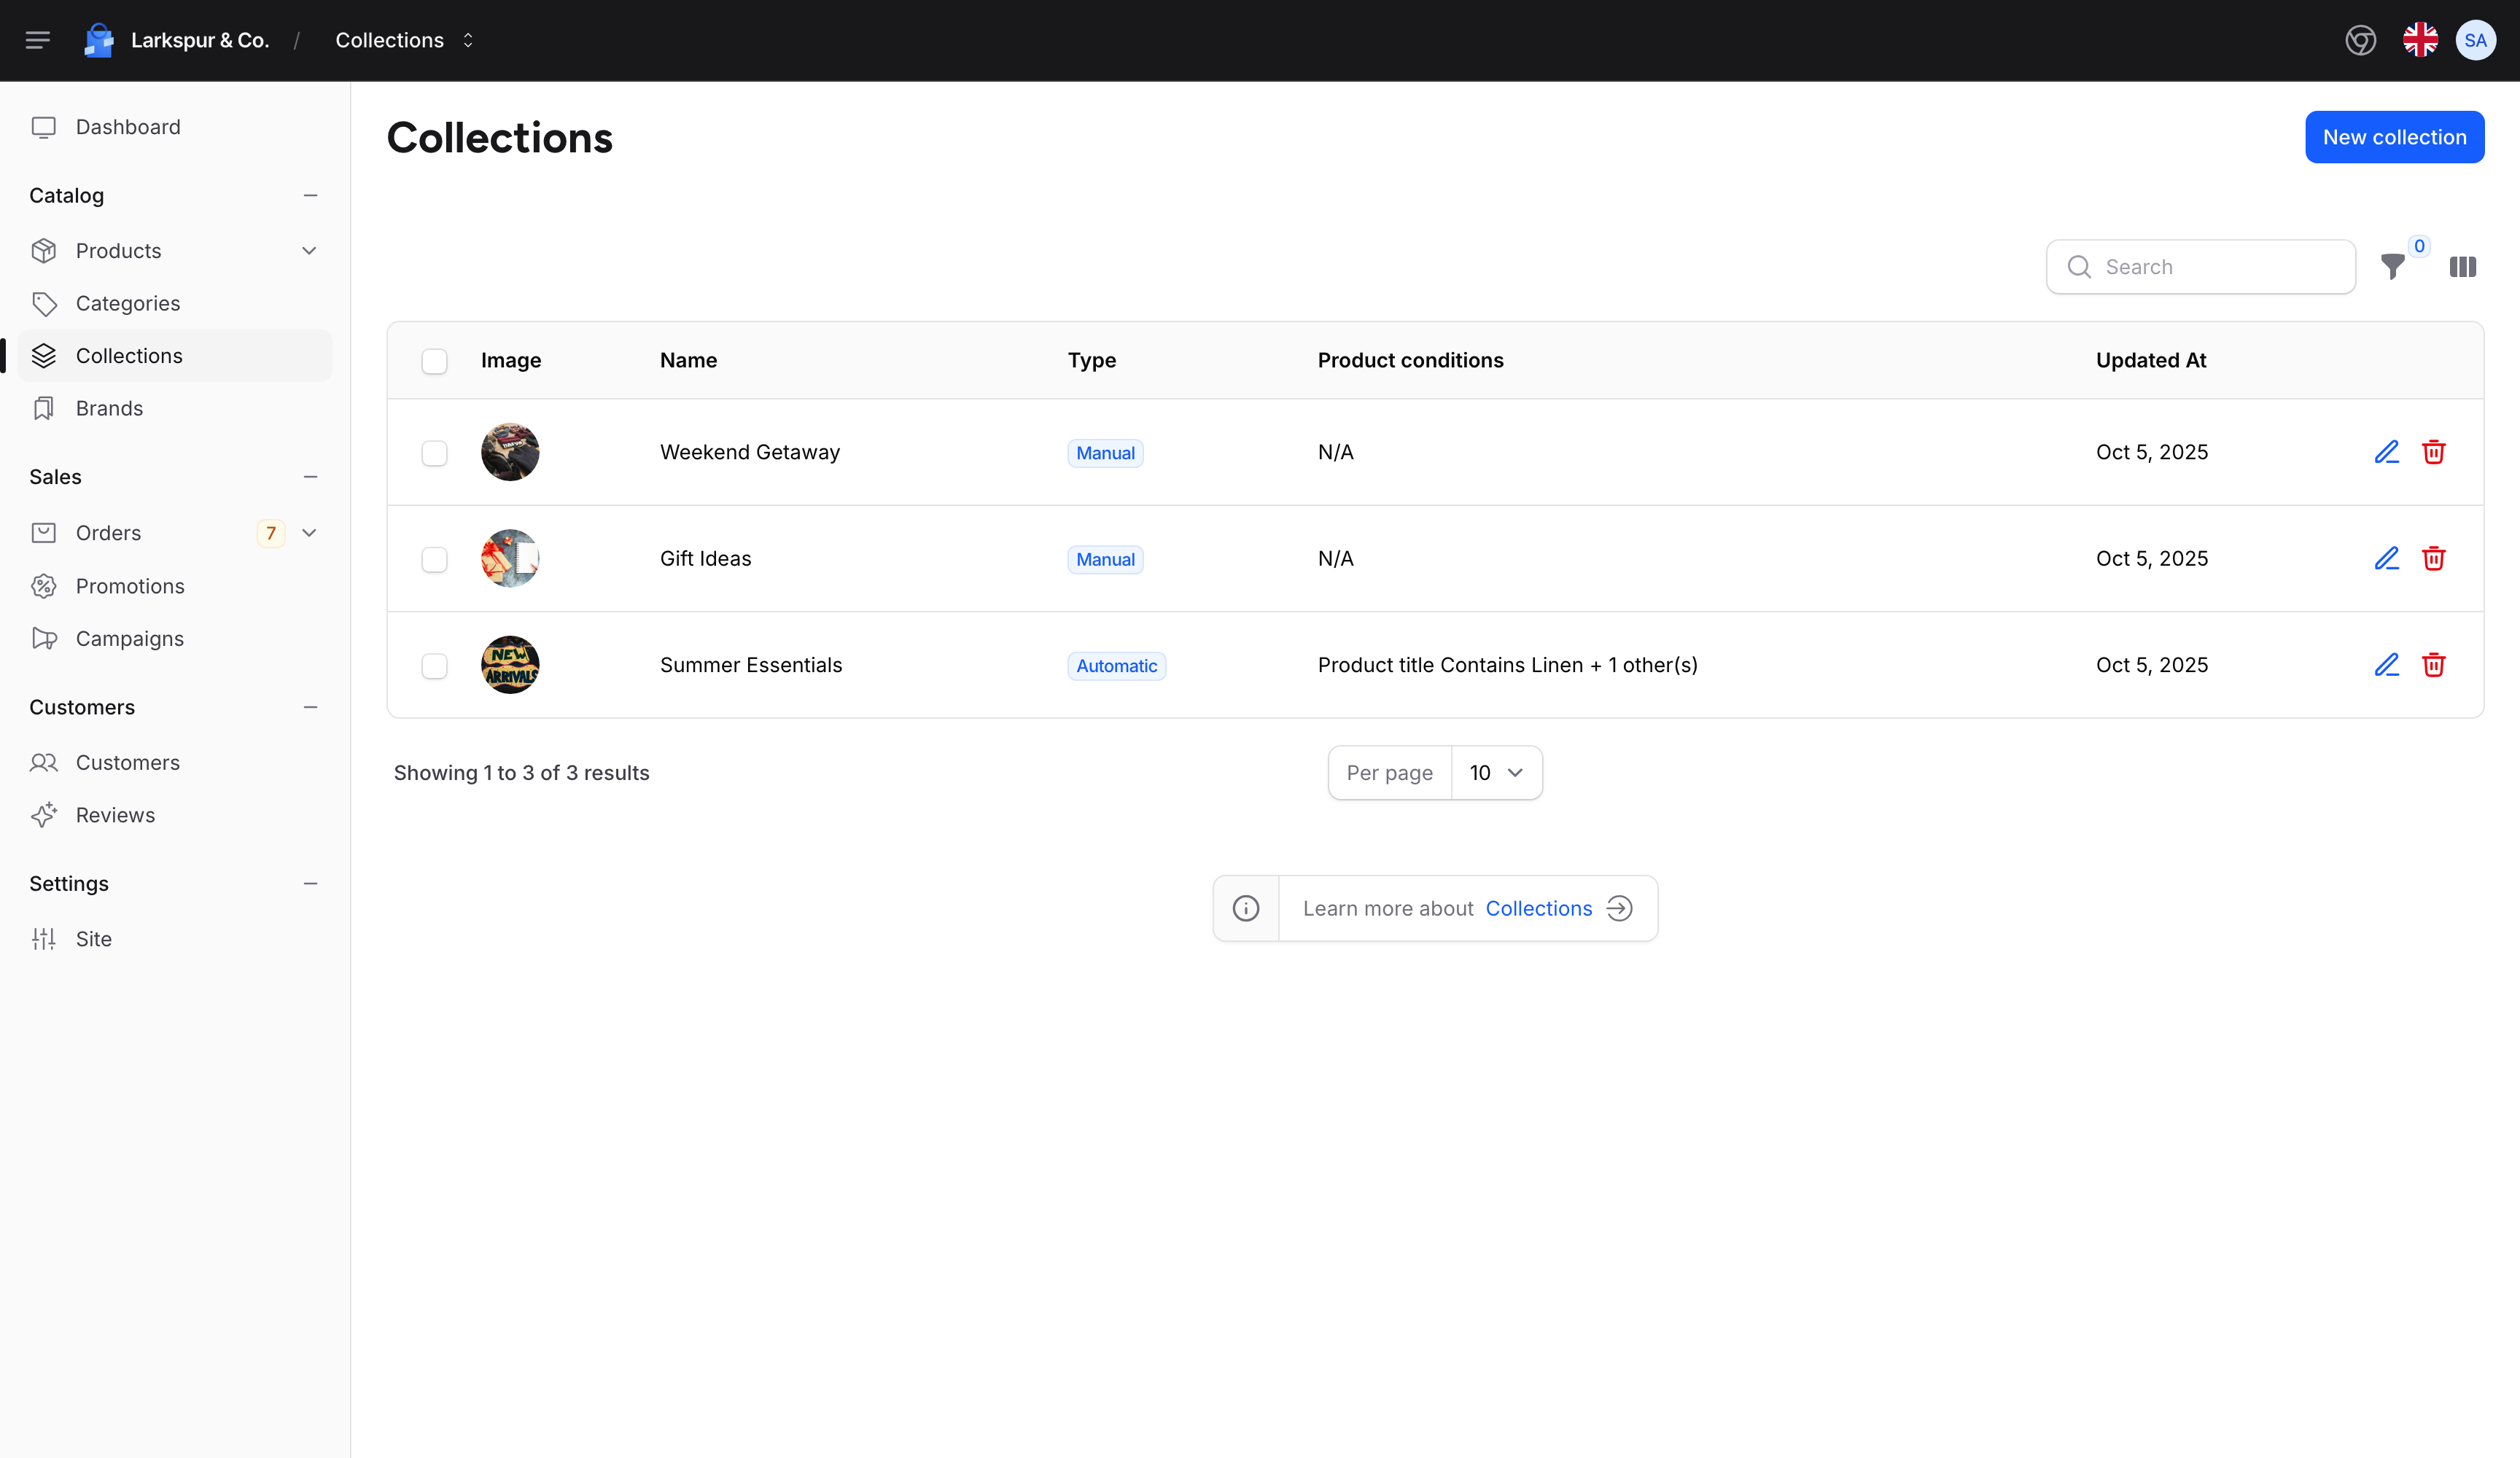 Larkspur & Co. / Collections
SA
Dashboard
Catalog
Products
Categories
Collections
Brands
Sales
Orders 7
Promotions
Campaigns
Customers
Customers
Reviews
Settings
Site
Collections
New collection
Search
0
Image Name Type Product conditions Updated At
Weekend Getaway Manual N/A Oct 5, 2025
Gift Ideas Manual N/A Oct 5, 2025
NEW
ARRIVALS
Summer Essentials Automatic Product title Contains Linen + 1 other(s) Oct 5, 2025
Showing 1 to 3 of 3 results
Per page 10
Learn more about Collections